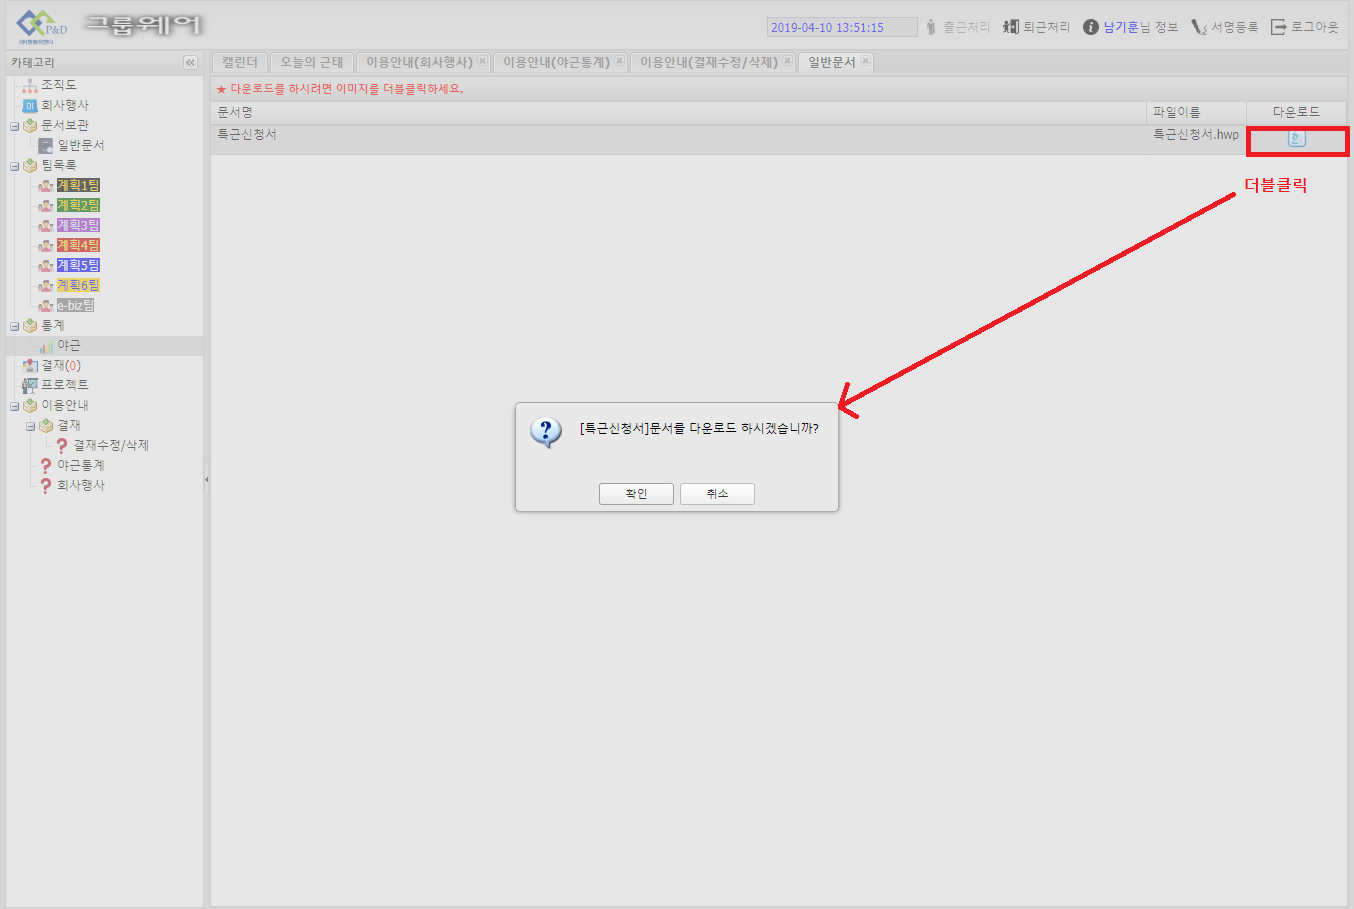 P&D
(주)평화피앤디
그룹웨어
2019-04-10 13:51:15
출근처리
퇴근처리
남기훈님 정보
서명등록
로그아웃
카테고리
조직도
01 회사행사
문서보관
일반문서
팀목록
계획1팀
계획2팀
계획3팀
계획4팀
계획5팀
계획6팀
e-biz팀
통계
야근
결재(0)
프로젝트
이용안내
결재
결재수정/삭제
야근통계
회사행사
캘린더
오늘의 근태
이용안내(회사행사)
이용안내(야근통계)
이용안내(결재수정/삭제)
일반문서
★ 다운로드를 하시려면 이미지를 더블클릭하세요.
문서명
파일이름
다운로드
특근신청서
특근신청서.hwp
더블클릭
[특근신청서]문서를 다운로드 하시겠습니까?
확인
취소